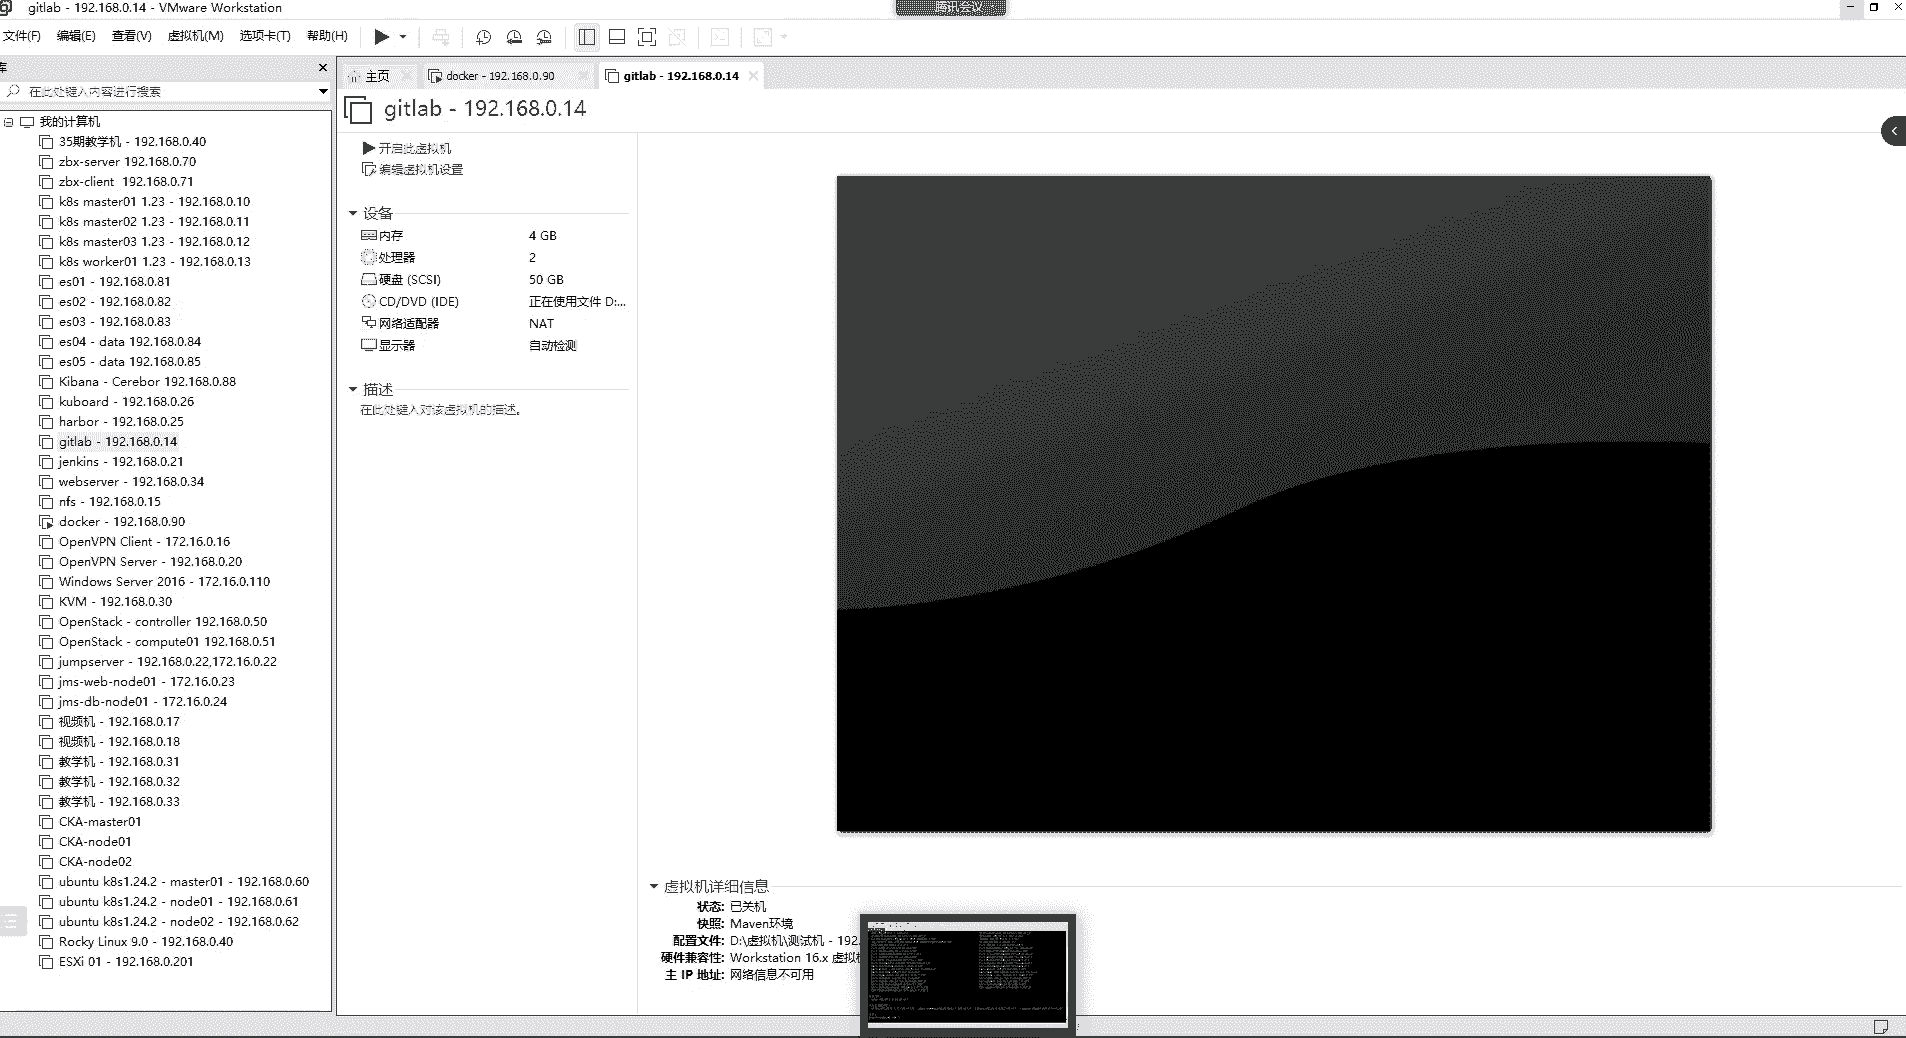 gitlab - 192.168.0.14 - VMware Workstation
腾讯会议
文件(F) 编辑(E) 查看(V) 虚拟机(M) 选项卡(T) 帮助(H)
库
在此处键入内容进行搜索
我的计算机
35期教学机 - 192.168.0.40
zbx-server 192.168.0.70
zbx-client 192.168.0.71
k8s master01 1.23 - 192.168.0.10
k8s master02 1.23 - 192.168.0.11
k8s master03 1.23 - 192.168.0.12
k8s worker01 1.23 - 192.168.0.13
es01 - 192.168.0.81
es02 - 192.168.0.82
es03 - 192.168.0.83
es04 - data 192.168.0.84
es05 - data 192.168.0.85
Kibana - Cerebor 192.168.0.88
kuboard - 192.168.0.26
harbor - 192.168.0.25
gitlab - 192.168.0.14
jenkins - 192.168.0.21
webserver - 192.168.0.34
nfs - 192.168.0.15
docker - 192.168.0.90
OpenVPN Client - 172.16.0.16
OpenVPN Server - 192.168.0.20
Windows Server 2016 - 172.16.0.110
KVM - 192.168.0.30
OpenStack - controller 192.168.0.50
OpenStack - compute01 192.168.0.51
jumpserver - 192.168.0.22,172.16.0.22
jms-web-node01 - 172.16.0.23
jms-db-node01 - 172.16.0.24
视频机 - 192.168.0.17
视频机 - 192.168.0.18
教学机 - 192.168.0.31
教学机 - 192.168.0.32
教学机 - 192.168.0.33
CKA-master01
CKA-node01
CKA-node02
ubuntu k8s1.24.2 - master01 - 192.168.0.60
ubuntu k8s1.24.2 - node01 - 192.168.0.61
ubuntu k8s1.24.2 - node02 - 192.168.0.62
Rocky Linux 9.0 - 192.168.0.40
ESXi 01 - 192.168.0.201
主页 docker - 192.168.0.90 gitlab - 192.168.0.14
gitlab - 192.168.0.14
开启此虚拟机
编辑虚拟机设置
设备
内存 4 GB
处理器 2
硬盘 (SCSI) 50 GB
CD/DVD (IDE) 正在使用文件 D:...
网络适配器 NAT
显示器 自动检测
描述
在此处键入对该虚拟机的描述。
虚拟机详细信息
状态: 已关机
快照: Maven环境
配置文件: D:\虚拟机\测试机 - 192.
硬件兼容性: Workstation 16.x 虚拟机
主 IP 地址: 网络信息不可用